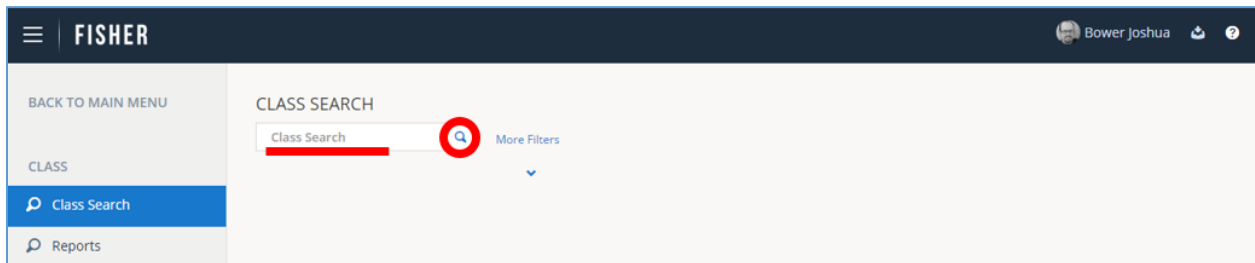 FISHER
Bower Joshua
BACK TO MAIN MENU
CLASS SEARCH
Class Search
More Filters
CLASS
Class Search
Reports